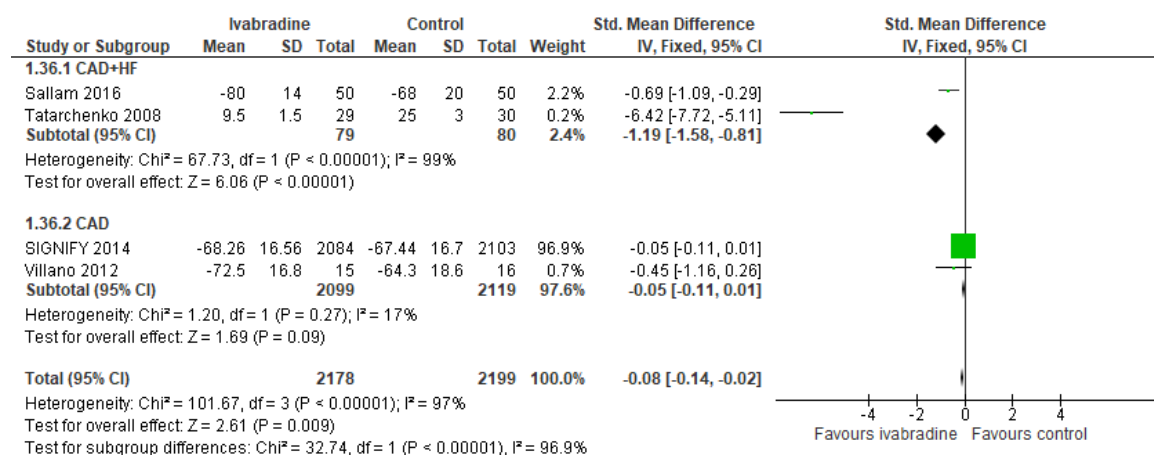 Ivabradine Control Std. Mean Difference Std. Mean Difference
Study or Subgroup Mean SD Total Mean SD Total Weight IV, Fixed, 95% CI IV, Fixed, 95% CI
1.36.1 CAD+HF
Sallam 2016 -80 14 50 -68 20 50 2.2% -0.69 [-1.09, -0.29]
Tatarchenko 2008 9.5 1.5 29 25 3 30 0.2% -6.42 [-7.72, -5.11]
Subtotal (95% CI) 79 80 2.4% -1.19 [-1.58, -0.81]
Heterogeneity: Chi² = 67.73, df = 1 (P < 0.00001); I² = 99%
Test for overall effect: Z = 6.06 (P < 0.00001)
1.36.2 CAD
SIGNIFY 2014 -68.26 16.56 2084 -67.44 16.7 2103 96.9% -0.05 [-0.11, 0.01]
Villano 2012 -72.5 16.8 15 -64.3 18.6 16 0.7% -0.45 [-1.16, 0.26]
Subtotal (95% CI) 2099 2119 97.6% -0.05 [-0.11, 0.01]
Heterogeneity: Chi² = 1.20, df = 1 (P = 0.27); I² = 17%
Test for overall effect: Z = 1.69 (P = 0.09)
Total (95% CI) 2178 2199 100.0% -0.08 [-0.14, -0.02]
Heterogeneity: Chi² = 101.67, df = 3 (P < 0.00001); I² = 97%
Test for overall effect: Z = 2.61 (P = 0.009)
Test for subgroup differences: Chi² = 32.74, df = 1 (P < 0.00001), I² = 96.9%
-4 -2 0 2 4
Favours ivabradine Favours control